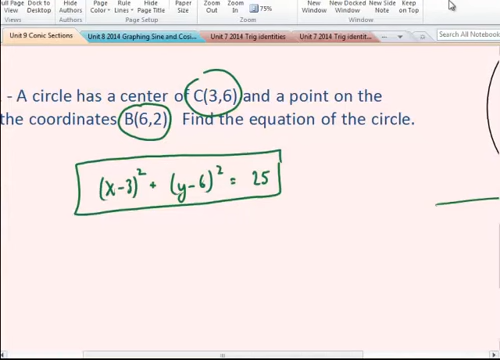 Full Page Dock to Hide Page Rule Hide Paper Zoom Zoom 75% New New Docked New Side Keep
View Desktop Authors Color Lines Page Title Size Out In Window Window Note on Top
Views Authors Page Setup Zoom Window
Unit 9 Conic Sections Unit 8 2014 Graphing Sine and Cosi... Unit 7 2014 Trig identities Unit 7 2014 Trig identit... Search All Notebook
. - A circle has a center of C(3,6) and a point on the
the coordinates B(6,2) Find the equation of the circle.
(x-3)² + (y-6)² = 25